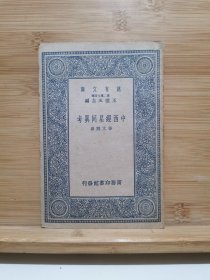 萬有文庫
王雲五主編
中西經星同異考
商務印書館發行